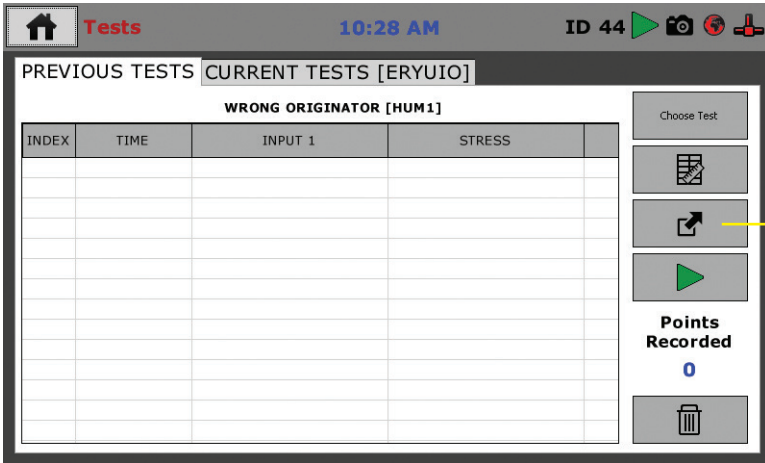 Tests 10:28 AM ID 44
PREVIOUS TESTS CURRENT TESTS [ERYUIO]
WRONG ORIGINATOR [HUM1]
Choose Test
INDEX TIME INPUT 1 STRESS
Points
Recorded
0